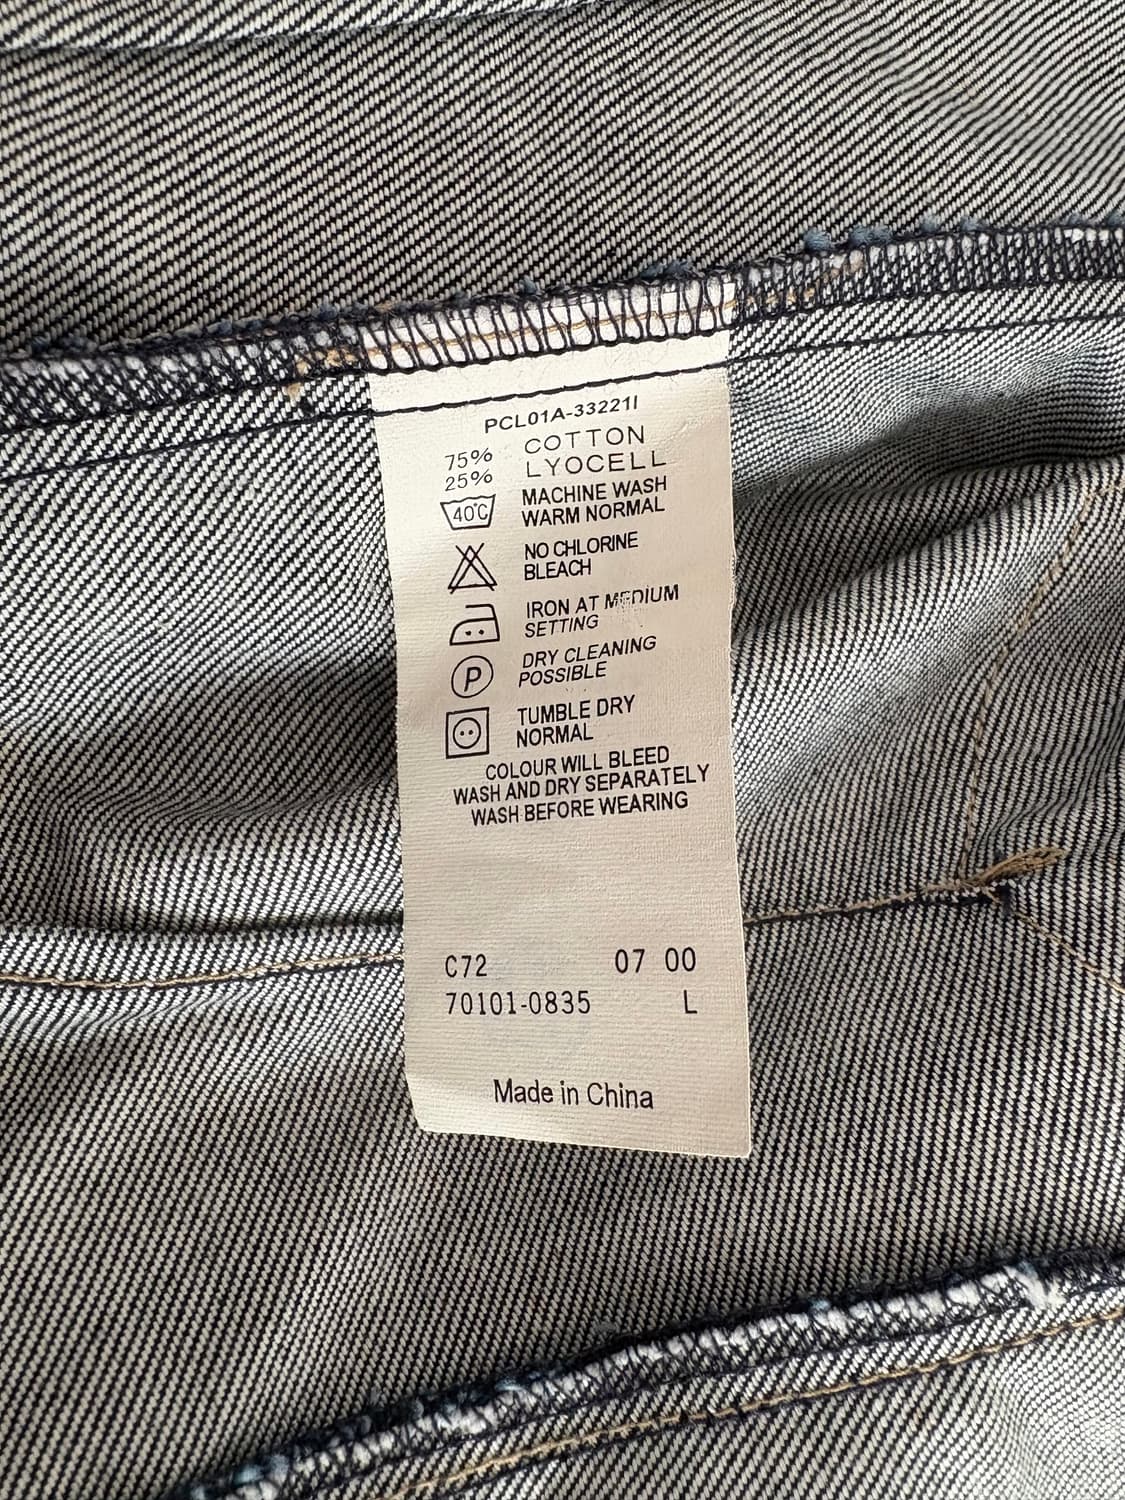 PCL01A-33221I
75% COTTON
25% LYOCELL
40°C MACHINE WASH
WARM NORMAL
NO CHLORINE
BLEACH
IRON AT MEDIUM
SETTING
P DRY CLEANING
POSSIBLE
TUMBLE DRY
NORMAL
COLOUR WILL BLEED
WASH AND DRY SEPARATELY
WASH BEFORE WEARING
C72 07 00
70101-0835 L
Made in China